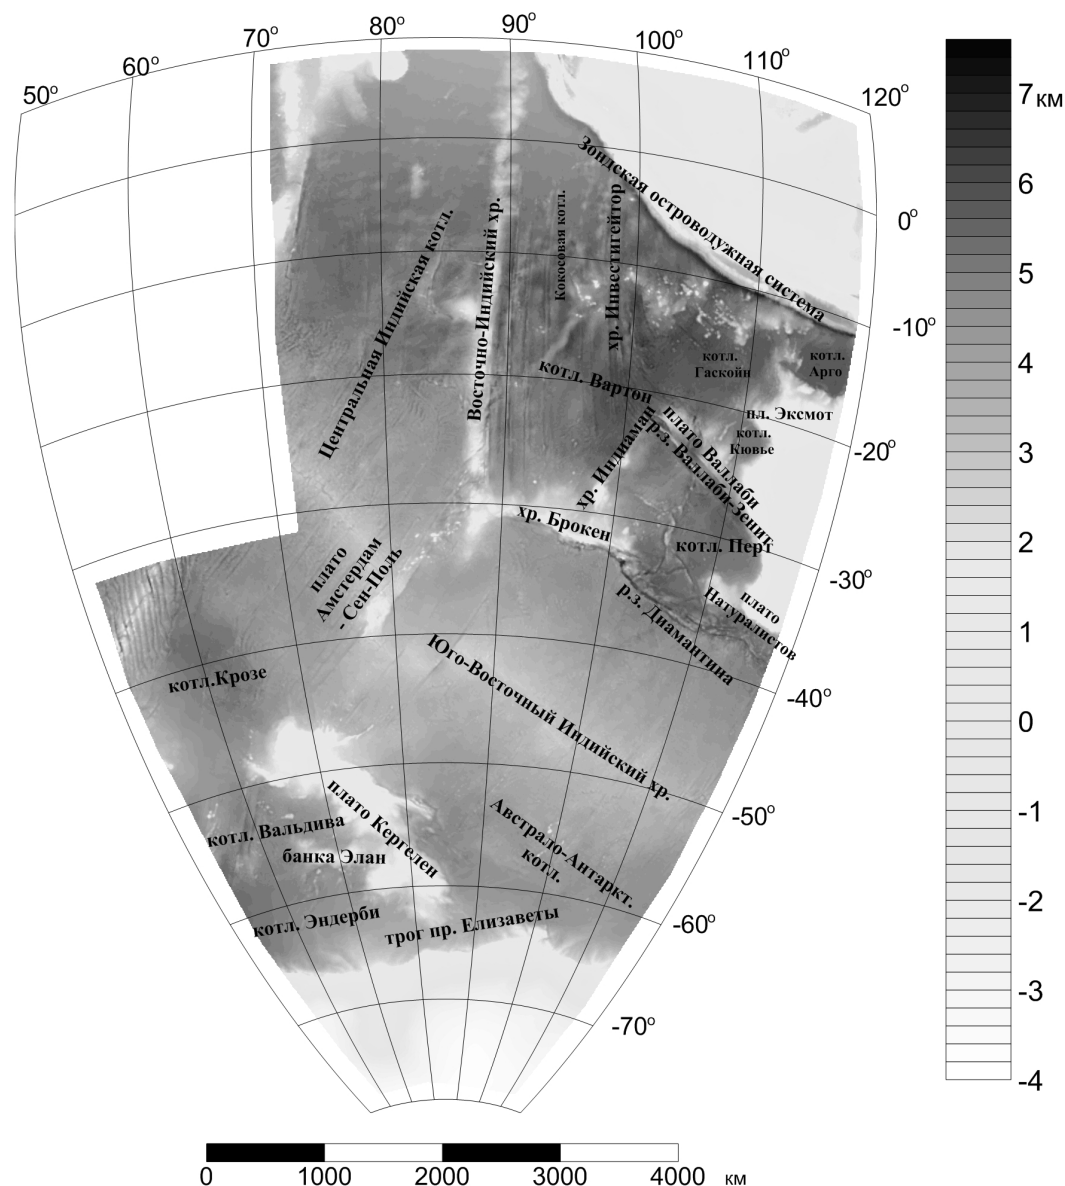 50°
60°
70°
80°
90°
100°
110°
120°
0°
-10°
-20°
-30°
-40°
-50°
-60°
-70°
Зондская островодужная система
Центральная Индийская котл.
Восточно-Индийский хр.
Кокосовая котл.
хр. Инвестигейтор
котл.
Гаскойн
котл.
Арго
котл. Вартон
пл. Эксмот
котл.
Кювье
плато Валлаби
р.з. Валлаби-Зенит
хр. Индиаман
хр. Брокен
котл. Перт
плато
Натуралистов
р.з. Диамантина
плато
Амстердам
- Сен-Поль
котл.Крозе
Юго-Восточный Индийский хр.
плато Кергелен
котл. Вальдива
банка Элан
Австрало-Антаркт.
котл.
котл. Эндерби
трог пр. Елизаветы
7 км
6
5
4
3
2
1
0
-1
-2
-3
-4
0 1000 2000 3000 4000 км